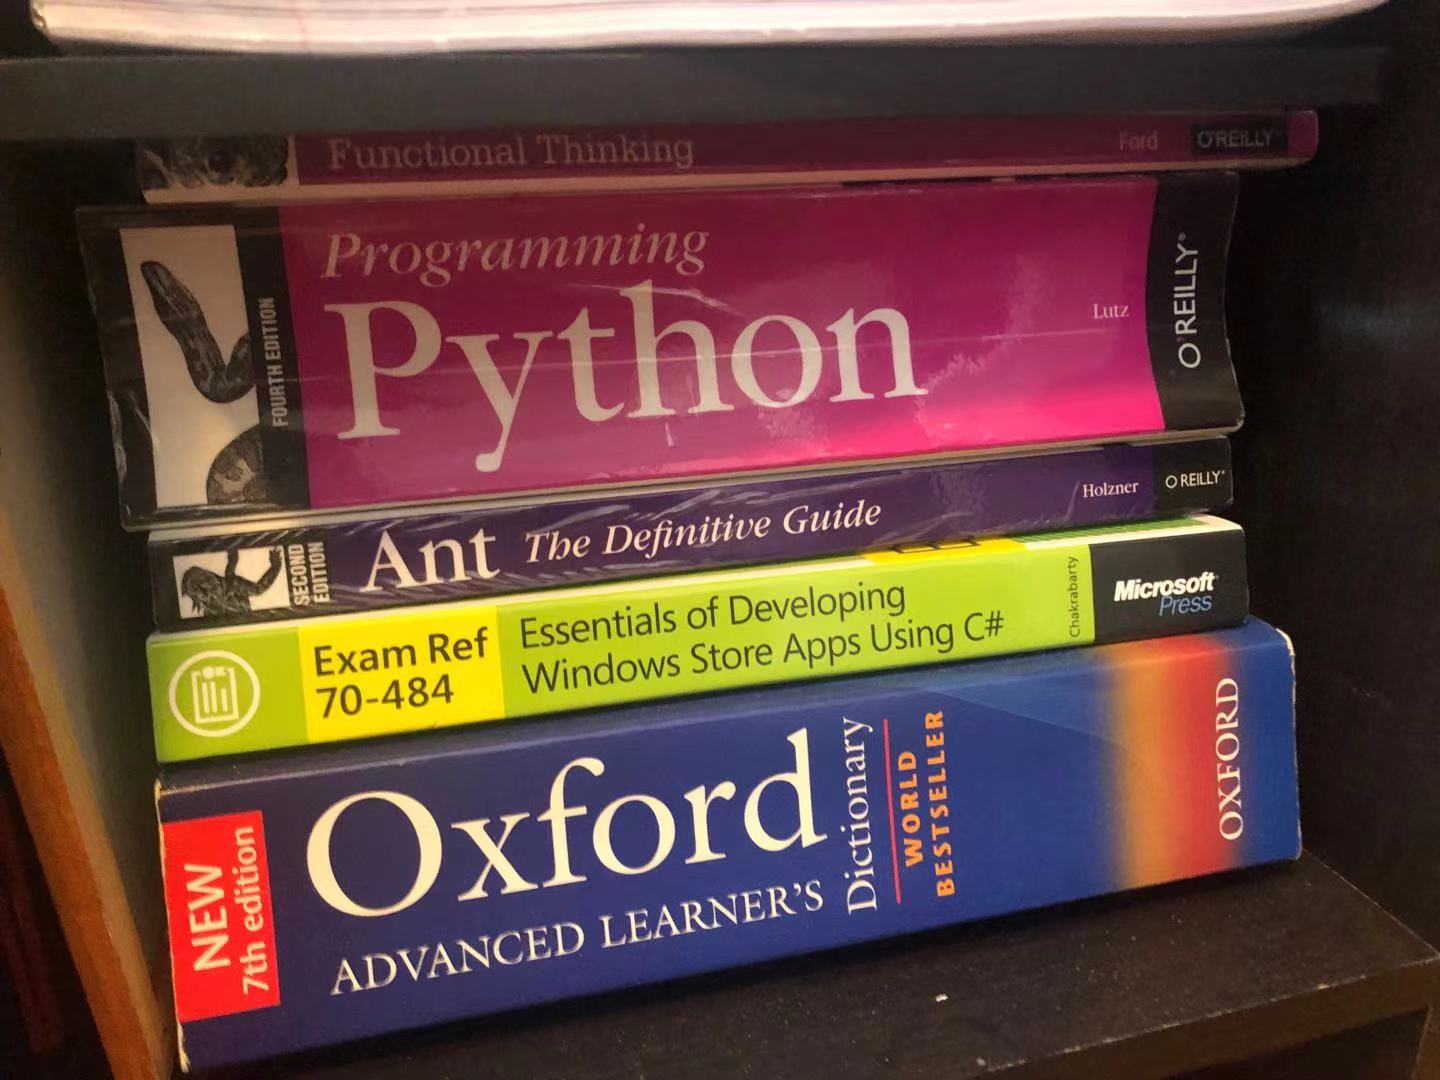 Functional Thinking
Ford
O'REILLY
FOURTH EDITION
Programming
Python
Lutz
O'REILLY®
SECOND
EDITION
Ant The Definitive Guide
Holzner
O'REILLY®
Exam Ref
70-484
Essentials of Developing
Windows Store Apps Using C#
Chakrabarty
Microsoft
Press
NEW
7th edition
Oxford
ADVANCED LEARNER'S
Dictionary
WORLD
BESTSELLER
OXFORD